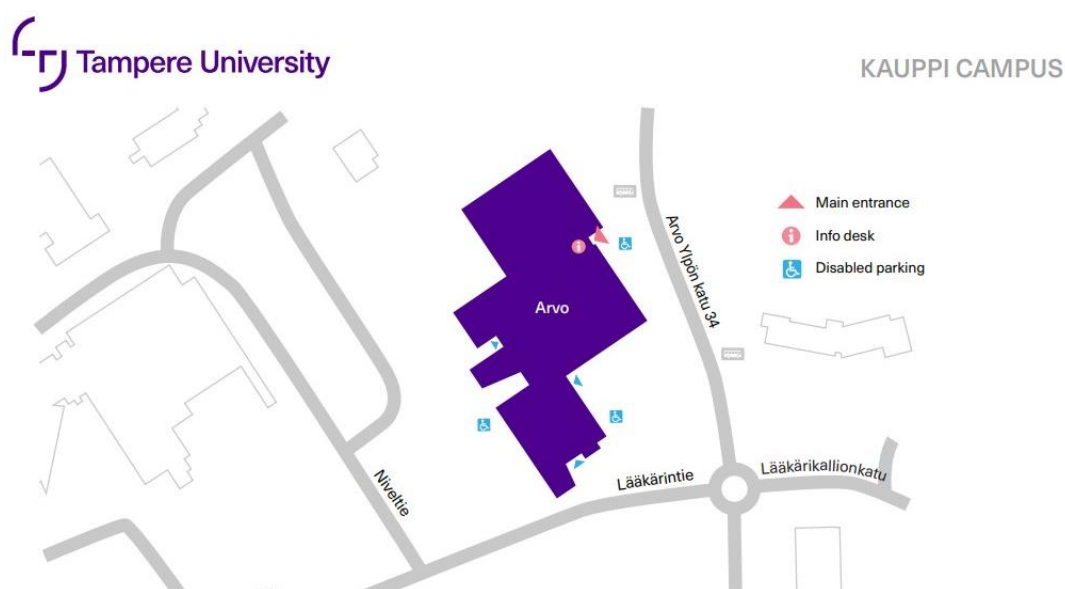 Tampere University
KAUPPI CAMPUS
Main entrance
Info desk
Disabled parking
Arvo Ylpön katu 34
Arvo
Niveltie
Lääkärintie
Lääkärikallionkatu